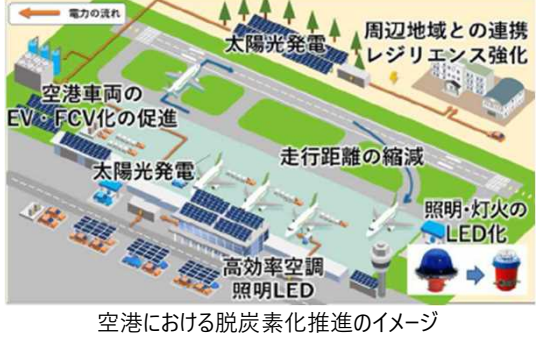 電力の流れ
太陽光発電
周辺地域との連携
レジリエンス強化
空港車両の
EV・FCV化の促進
太陽光発電
走行距離の縮減
照明・灯火の
LED化
高効率空調
照明LED
空港における脱炭素化推進のイメージ